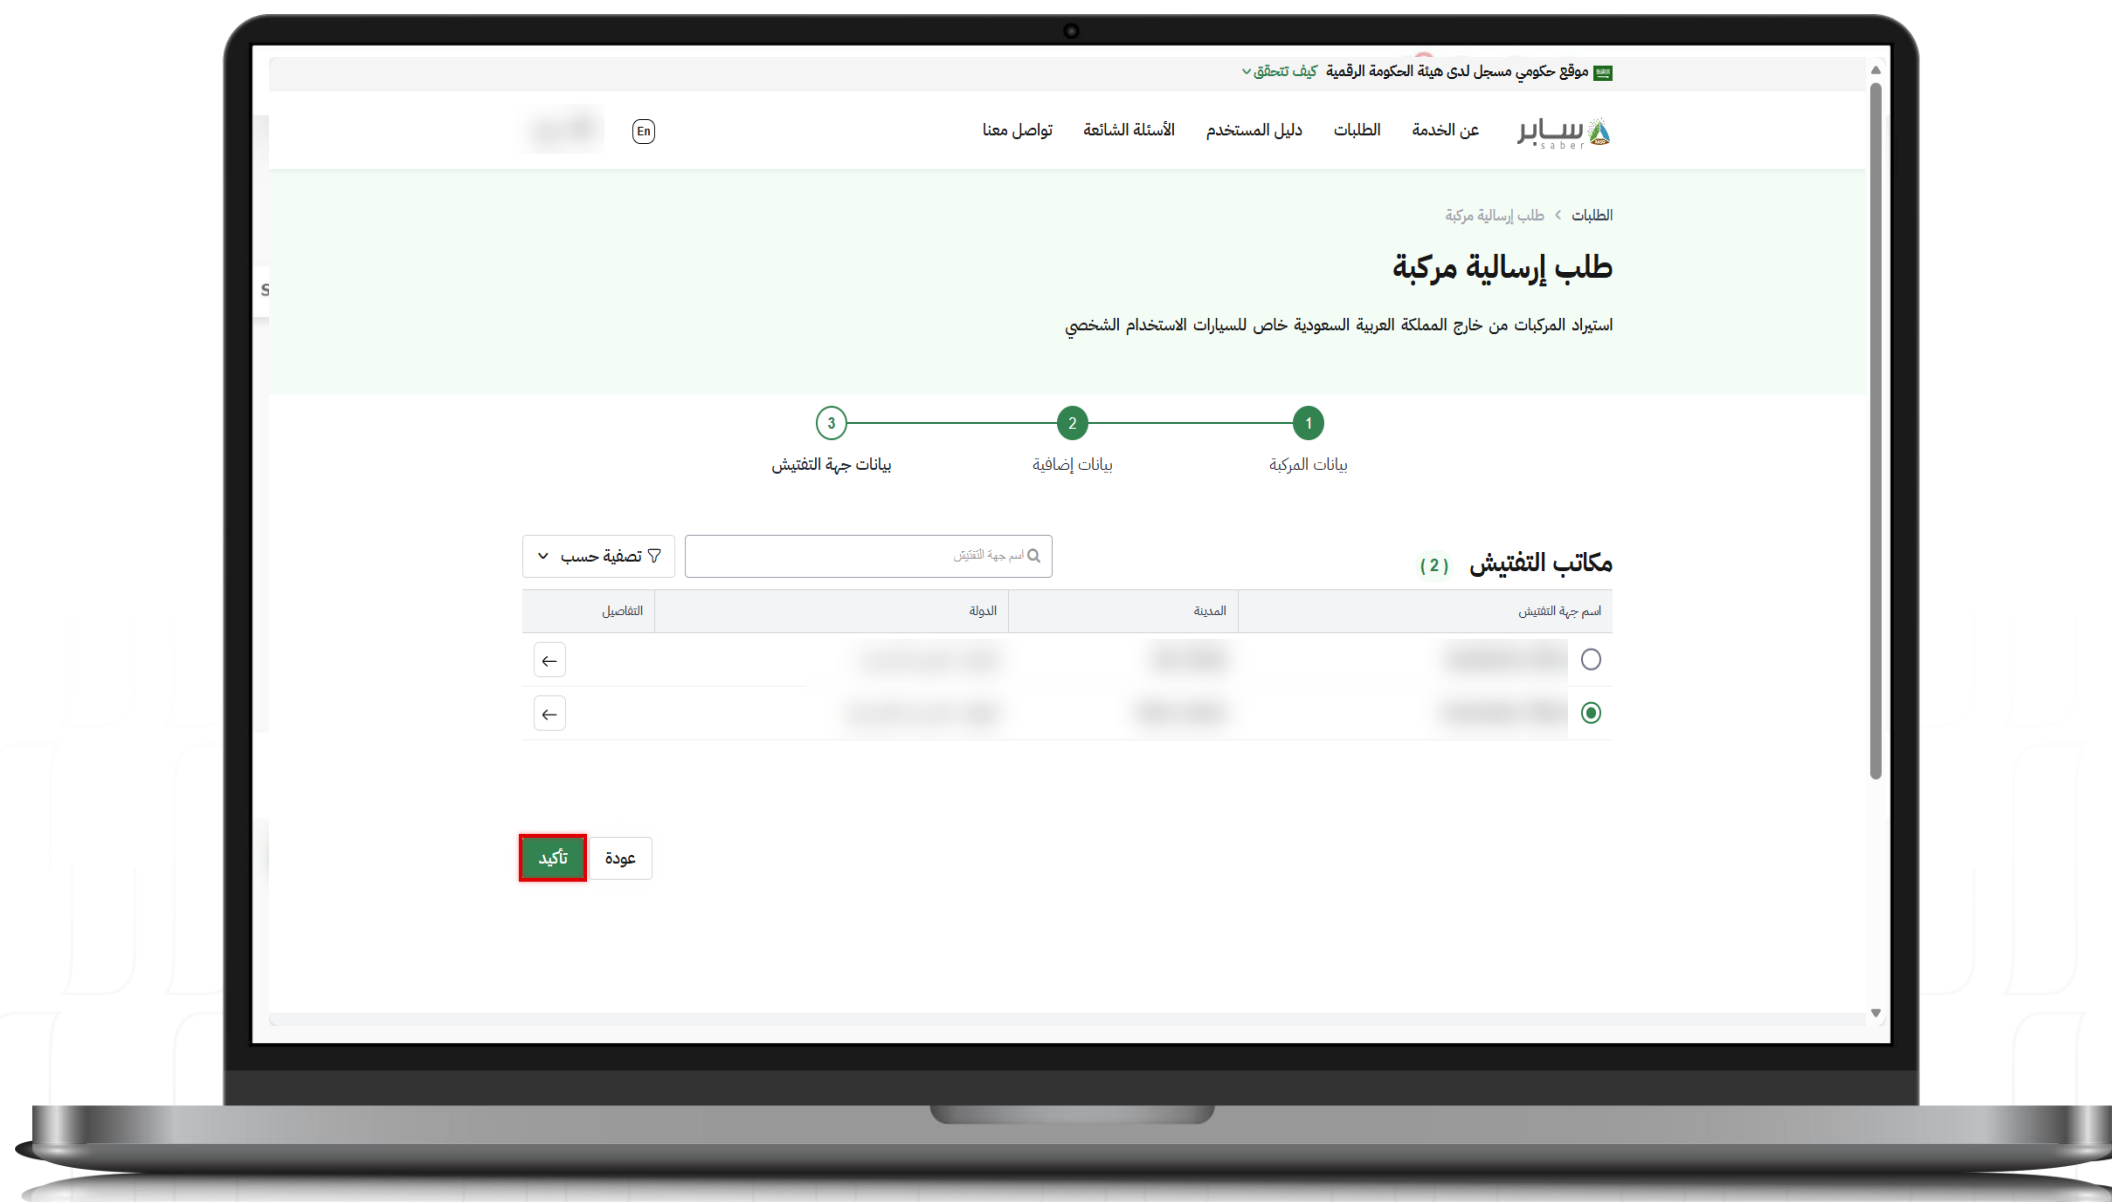 موقع حكومي مسجل لدى هيئة الحكومة الرقمية كيف تتحقق
سابر saber عن الخدمة الطلبات دليل المستخدم الأسئلة الشائعة تواصل معنا En
الطلبات > طلب إرسالية مركبة
طلب إرسالية مركبة
استيراد المركبات من خارج المملكة العربية السعودية خاص للسيارات الاستخدام الشخصي
1 2 3
بيانات المركبة بيانات إضافية بيانات جهة التفتيش
مكاتب التفتيش (2) اسم جهة التفتيش تصفية حسب
اسم جهة التفتيش المدينة الدولة التفاصيل
عودة تأكيد